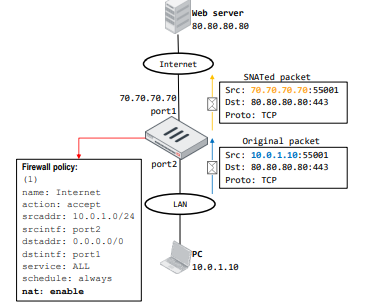 Web server
80.80.80.80
Internet
SNATed packet
70.70.70.70
port1
Src: 70.70.70.70:55001
Dst: 80.80.80.80:443
Proto: TCP
Original packet
Src: 10.0.1.10:55001
Dst: 80.80.80.80:443
Proto: TCP
port2
Firewall policy:
(1)
name: Internet
action: accept
srcaddr: 10.0.1.0/24
srcintf: port2
dstaddr: 0.0.0.0/0
dstintf: port1
service: ALL
schedule: always
nat: enable
LAN
PC
10.0.1.10